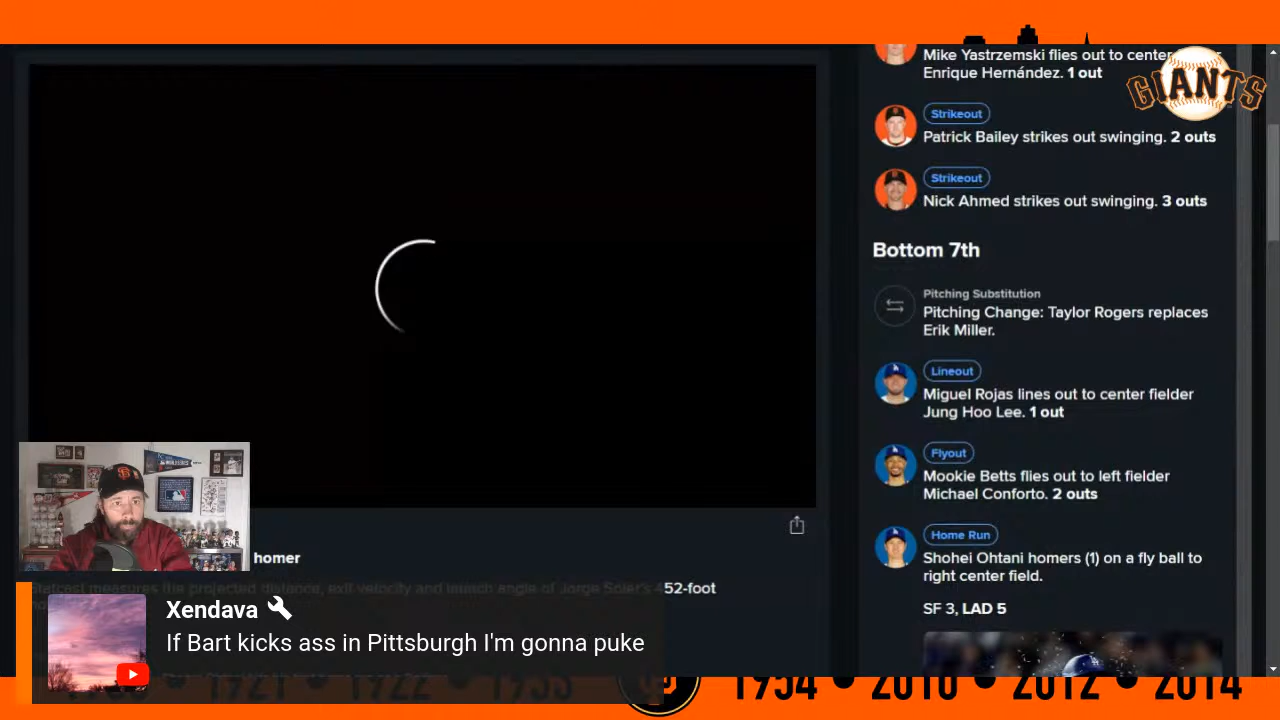 Mike Yastrzemski flies out to center
Enrique Hernández. 1 out
GIANTS
Strikeout
Patrick Bailey strikes out swinging. 2 outs
Strikeout
Nick Ahmed strikes out swinging. 3 outs
Bottom 7th
Pitching Substitution
Pitching Change: Taylor Rogers replaces
Erik Miller.
Lineout
Miguel Rojas lines out to center fielder
Jung Hoo Lee. 1 out
Flyout
Mookie Betts flies out to left fielder
Michael Conforto. 2 outs
Home Run
Shohei Ohtani homers (1) on a fly ball to
right center field.
SF 3, LAD 5
homer
Statcast measures the projected distance, exit velocity and launch angle of Jorge Soler's 452-foot
Xendava
If Bart kicks ass in Pittsburgh I'm gonna puke
1921 • 1922 • 1933 1954 • 2010 • 2012 • 2014